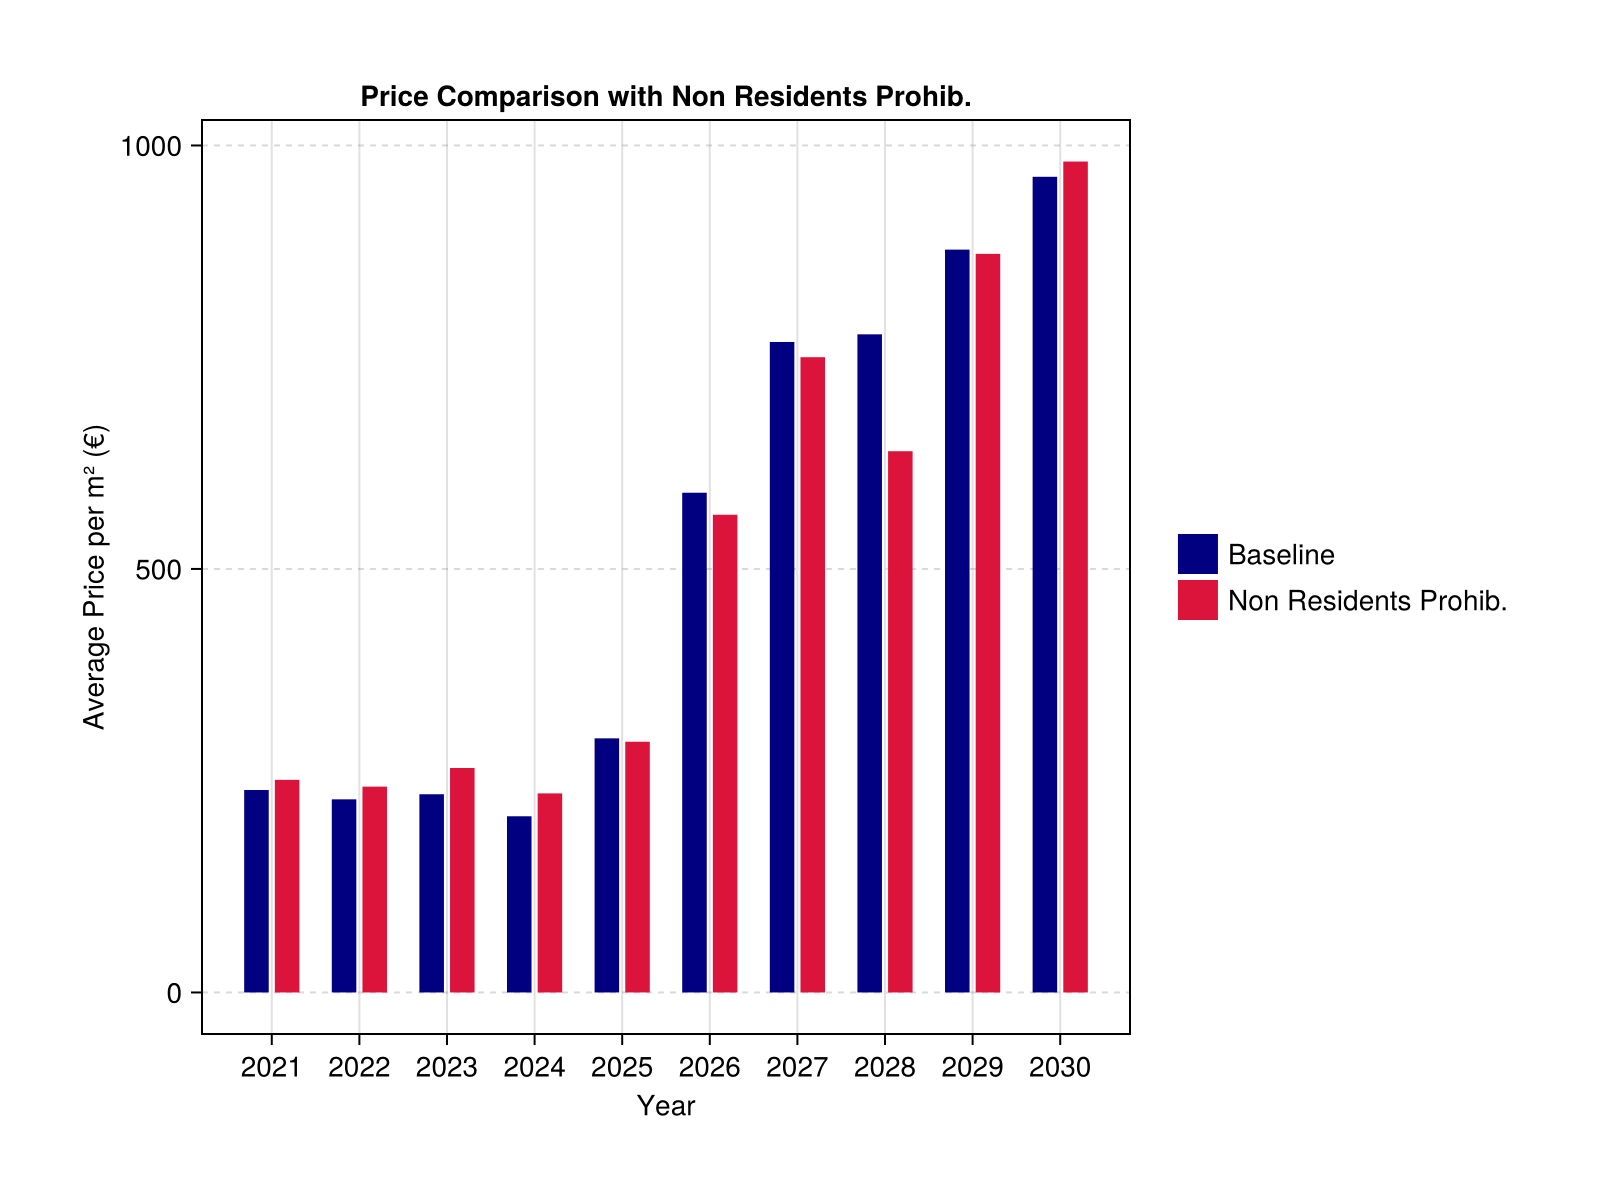 Price Comparison with Non Residents Prohib.
1000
500
0
Average Price per m² (€)
2021 2022 2023 2024 2025 2026 2027 2028 2029 2030
Year
Baseline
Non Residents Prohib.